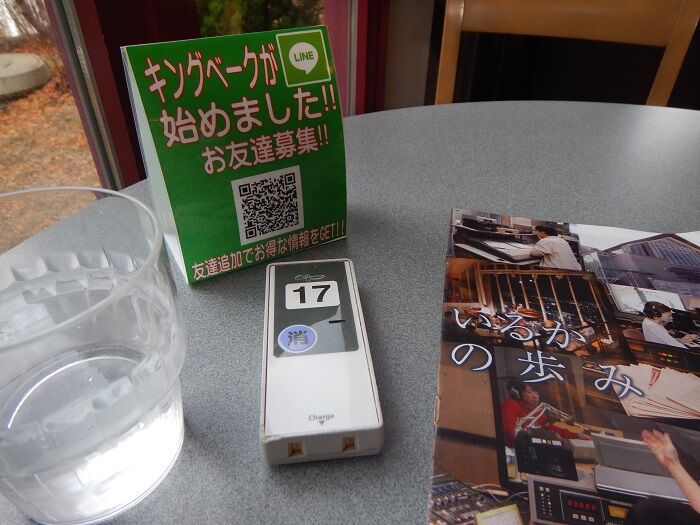 キングベークが
LINE
始めました!!
お友達募集!!
友達追加でお得な情報をGET!!
17
消
Charge
いるか
の歩み